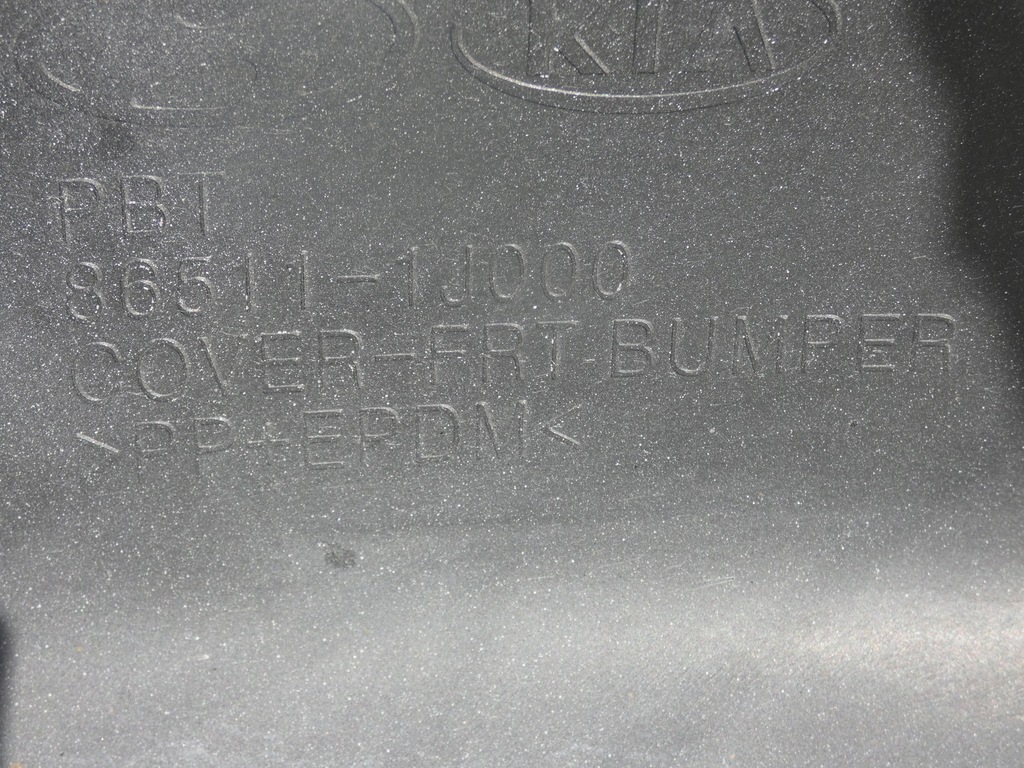 KIA
PBT
86511-1J000
COVER-FRT BUMPER
>PP+EPDM<